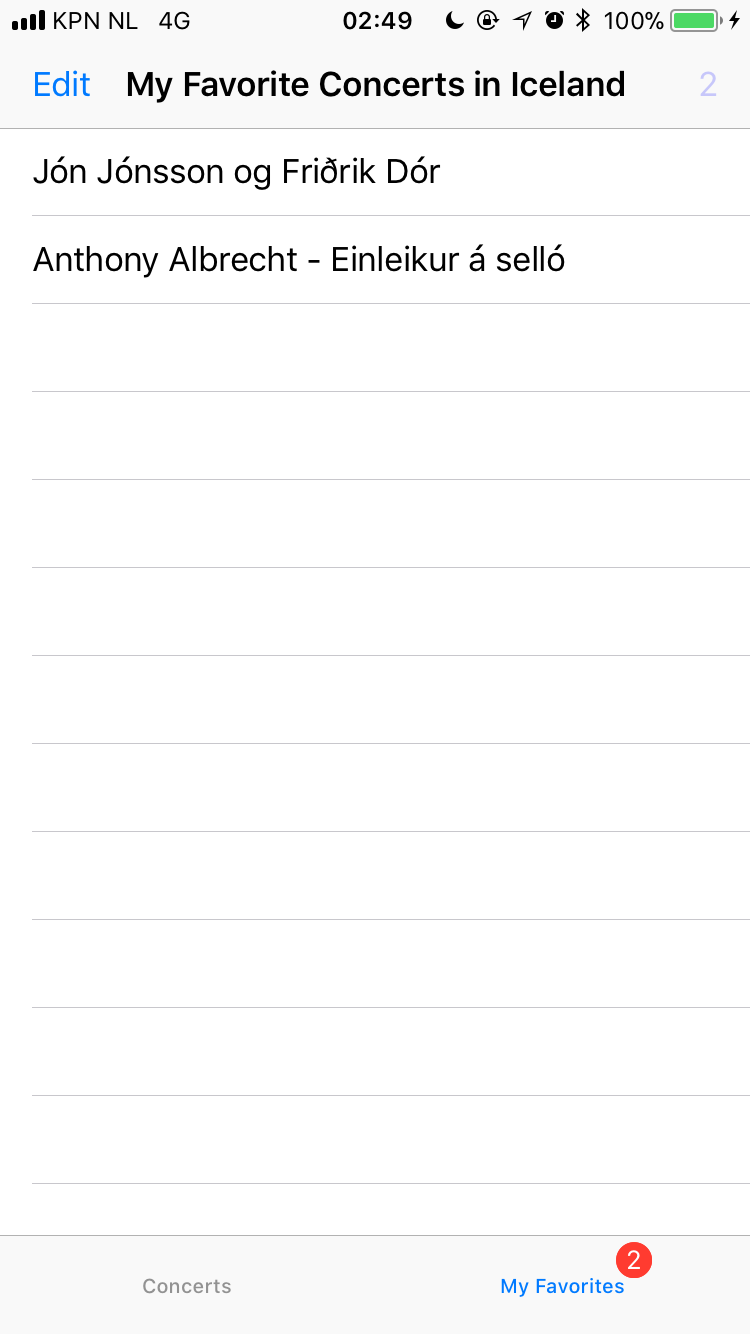 KPN NL 4G 02:49 100%
Edit My Favorite Concerts in Iceland 2
Jón Jónsson og Friðrik Dór
Anthony Albrecht - Einleikur á selló
2
Concerts My Favorites